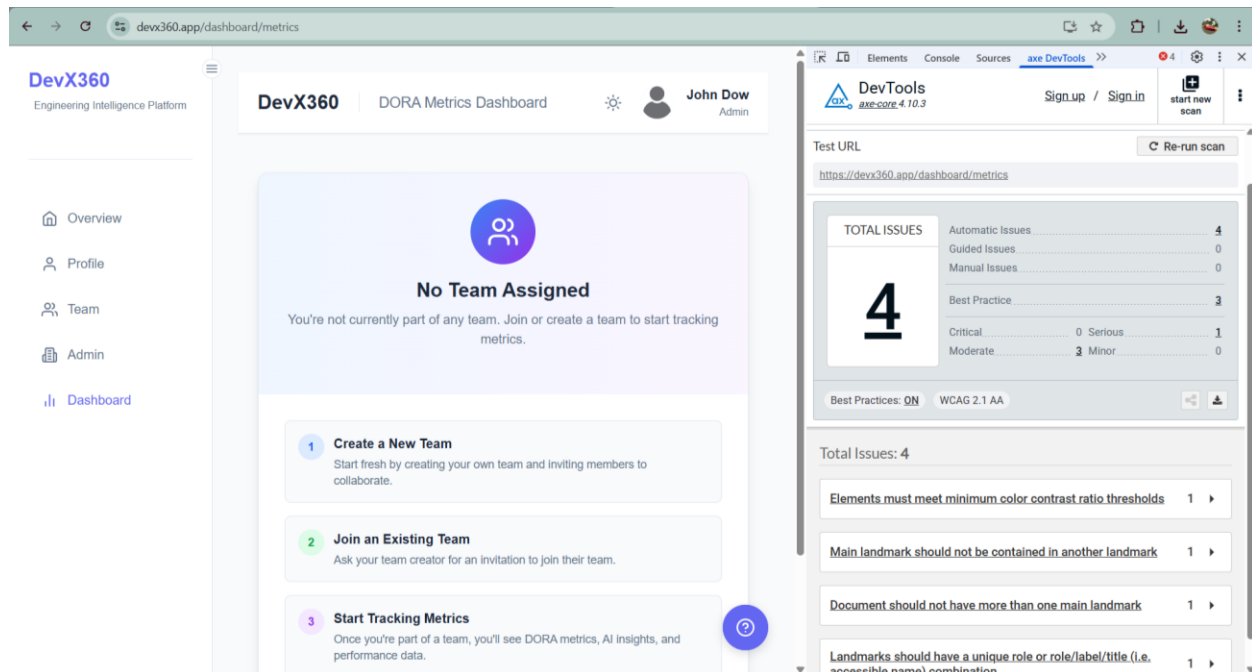 devx360.app/dashboard/metrics
DevX360
Engineering Intelligence Platform
Overview
Profile
Team
Admin
Dashboard
DevX360
DORA Metrics Dashboard
John Dow
Admin
No Team Assigned
You're not currently part of any team. Join or create a team to start tracking
metrics.
1
Create a New Team
Start fresh by creating your own team and inviting members to
collaborate.
2
Join an Existing Team
Ask your team creator for an invitation to join their team.
3
Start Tracking Metrics
Once you're part of a team, you'll see DORA metrics, AI insights, and
performance data.
Elements Console Sources axe DevTools 4
ax
DevTools
axe-core 4.10.3
Sign up / Sign in
start new
scan
Test URL
Re-run scan
https://devx360.app/dashboard/metrics
TOTAL ISSUES
4
Automatic Issues 4
Guided Issues 0
Manual Issues 0
Best Practice 3
Critical 0 Serious 1
Moderate 3 Minor 0
Best Practices: ON WCAG 2.1 AA
Total Issues: 4
Elements must meet minimum color contrast ratio thresholds 1
Main landmark should not be contained in another landmark 1
Document should not have more than one main landmark 1
Landmarks should have a unique role or role/label/title (i.e. 1
accessible name) combination